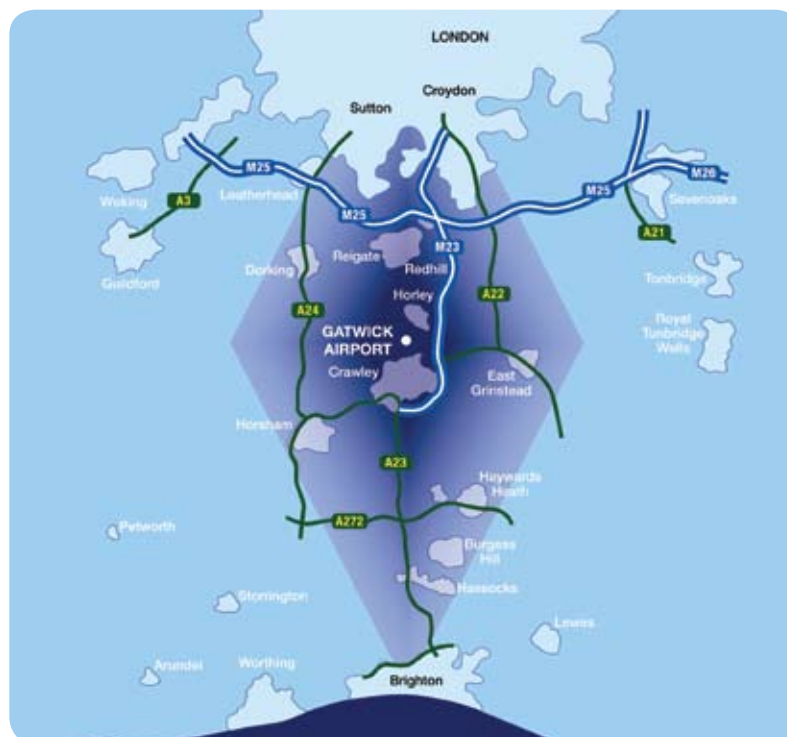 LONDON
Croydon
Sutton
M25
Leatherhead
M25
M26
Woking
A3
Sevenoaks
M25
A21
M23
Reigate
Redhill
Dorking
Guildford
Tonbridge
A22
Horley
A24
GATWICK
AIRPORT
Royal
Tunbridge
Wells
Crawley
East
Grinstead
Horsham
A23
Haywards
Heath
A272
Petworth
Burgess
Hill
Hassocks
Storrington
Lewes
Arundel
Worthing
Brighton